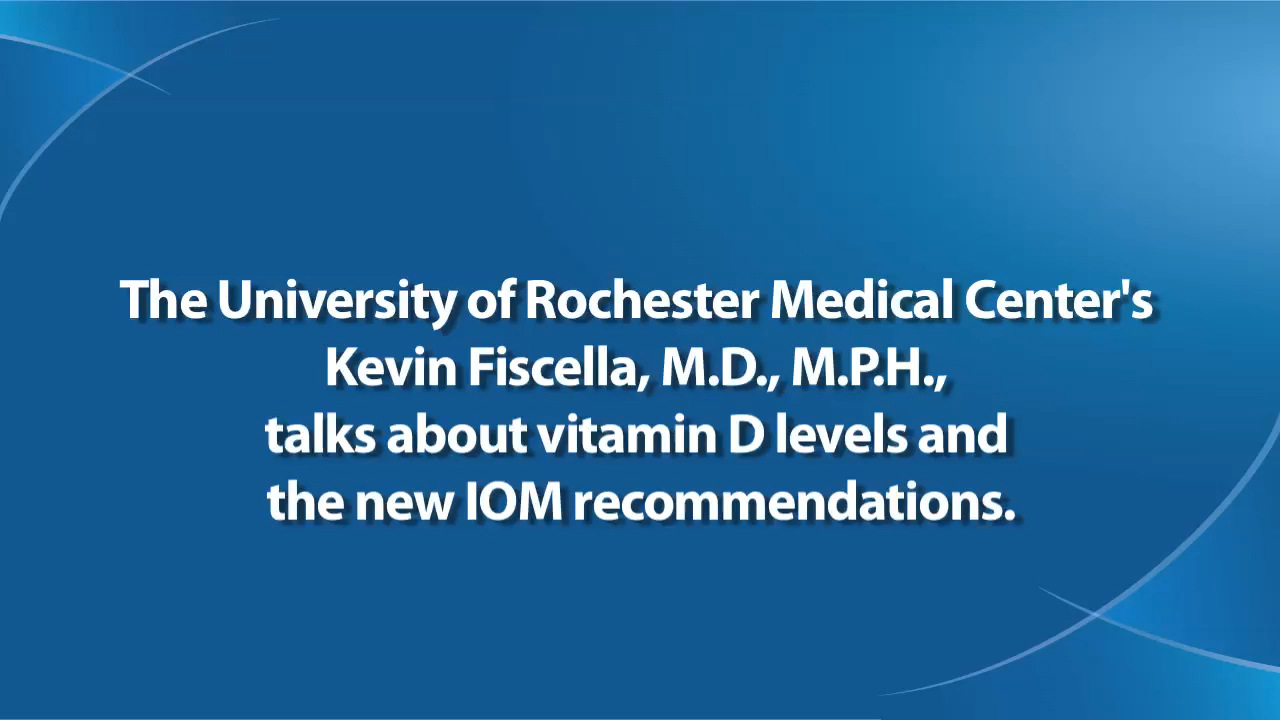 The University of Rochester Medical Center's
Kevin Fiscella, M.D., M.P.H.,
talks about vitamin D levels and
the new IOM recommendations.